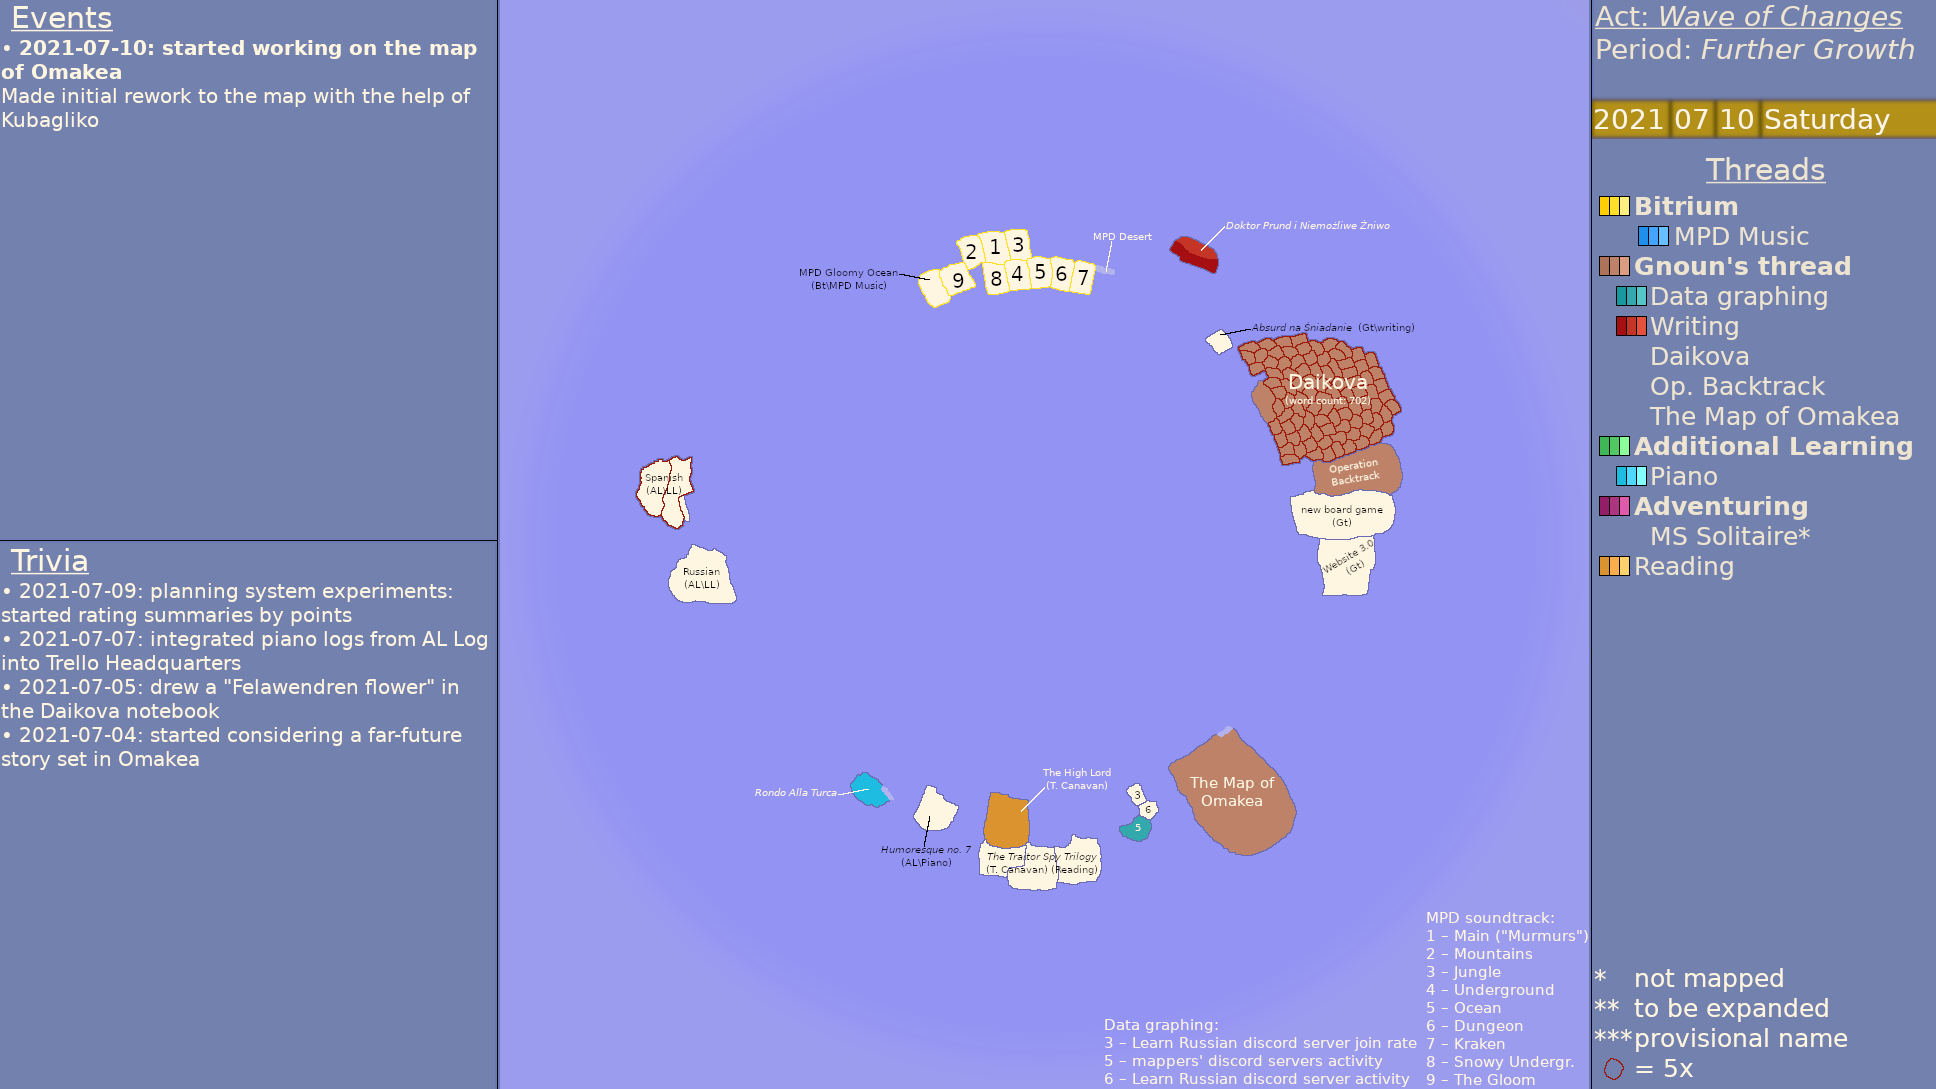 Events
• 2021-07-10: started working on the map
of Omakea
Made initial rework to the map with the help of
Kubagliko
Trivia
• 2021-07-09: planning system experiments:
started rating summaries by points
• 2021-07-07: integrated piano logs from AL Log
into Trello Headquarters
• 2021-07-05: drew a "Felawendren flower" in
the Daikova notebook
• 2021-07-04: started considering a far-future
story set in Omakea
Doktor Prund i Niemożliwe Żniwo
MPD Desert
2 1 3
MPD Gloomy Ocean
(Bt\MPD Music)
9 8 4 5 6 7
Absurd na Śniadanie (Gt\writing)
Daikova
(word count: 702)
Operation
Backtrack
Spanish
(AL\LL)
new board game
(Gt)
Website 3.0
(Gt)
Russian
(AL\LL)
The High Lord
(T. Canavan)
The Map of
Omakea
Rondo Alla Turca
3
6
5
Humoresque no. 7
(AL\Piano)
The Traitor Spy Trilogy
(T. Canavan) (Reading)
MPD soundtrack:
1 – Main ("Murmurs")
2 – Mountains
3 – Jungle
4 – Underground
5 – Ocean
6 – Dungeon
7 – Kraken
8 – Snowy Undergr.
9 – The Gloom
Data graphing:
3 – Learn Russian discord server join rate
5 – mappers' discord servers activity
6 – Learn Russian discord server activity
Act: Wave of Changes
Period: Further Growth
2021 07 10 Saturday
Threads
Bitrium
MPD Music
Gnoun's thread
Data graphing
Writing
Daikova
Op. Backtrack
The Map of Omakea
Additional Learning
Piano
Adventuring
MS Solitaire*
Reading
* not mapped
** to be expanded
*** provisional name
= 5x